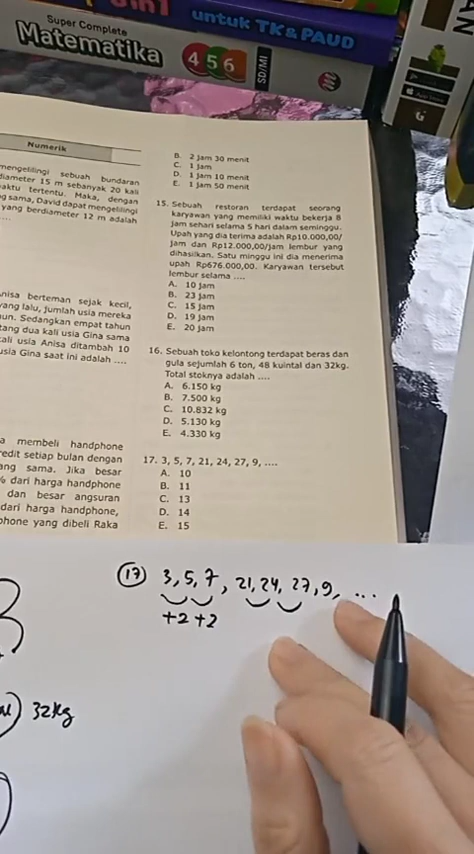 untuk TK & PAUD
Super Complete
Matematika
4 5 6
SD/MI
Numerik
mengelilingi sebuah bundaran
diameter 15 m sebanyak 20 kali
waktu tertentu. Maka, dengan
g sama, David dapat mengelilingi
yang berdiameter 12 m adalah
....
Anisa berteman sejak kecil,
yang lalu, jumlah usia mereka
un. Sedangkan empat tahun
tang dua kali usia Gina sama
kali usia Anisa ditambah 10
usia Gina saat ini adalah ....
a membeli handphone
redit setiap bulan dengan
ang sama. Jika besar
% dari harga handphone
dan besar angsuran
dari harga handphone,
phone yang dibeli Raka
B. 2 jam 30 menit
C. 1 jam
D. 1 jam 10 menit
E. 1 jam 50 menit
15. Sebuah restoran terdapat seorang
karyawan yang memiliki waktu bekerja 8
jam sehari selama 5 hari dalam seminggu.
Upah yang dia terima adalah Rp10.000,00/
jam dan Rp12.000,00/jam lembur yang
dihasilkan. Satu minggu ini dia menerima
upah Rp676.000,00. Karyawan tersebut
lembur selama ....
A. 10 jam
B. 23 jam
C. 15 jam
D. 19 jam
E. 20 jam
16. Sebuah toko kelontong terdapat beras dan
gula sejumlah 6 ton, 48 kuintal dan 32kg.
Total stoknya adalah ....
A. 6.150 kg
B. 7.500 kg
C. 10.832 kg
D. 5.130 kg
E. 4.330 kg
17. 3, 5, 7, 21, 24, 27, 9, ....
A. 10
B. 11
C. 13
D. 14
E. 15
17 3, 5, 7, 21, 24, 27, 9, ...
+2 +2
32kg